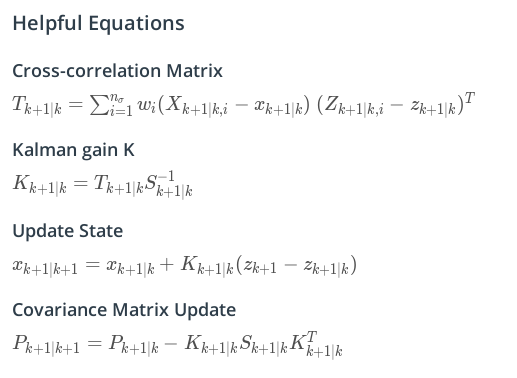 Helpful Equations
Cross-correlation Matrix
$T_{k+1|k} = \sum_{i=1}^{n_\sigma} w_i(X_{k+1|k,i} - x_{k+1|k}) \ (Z_{k+1|k,i} - z_{k+1|k})^T$
Kalman gain K
$K_{k+1|k} = T_{k+1|k} S_{k+1|k}^{-1}$
Update State
$x_{k+1|k+1} = x_{k+1|k} + K_{k+1|k}(z_{k+1} - z_{k+1|k})$
Covariance Matrix Update
$P_{k+1|k+1} = P_{k+1|k} - K_{k+1|k} S_{k+1|k} K_{k+1|k}^T$